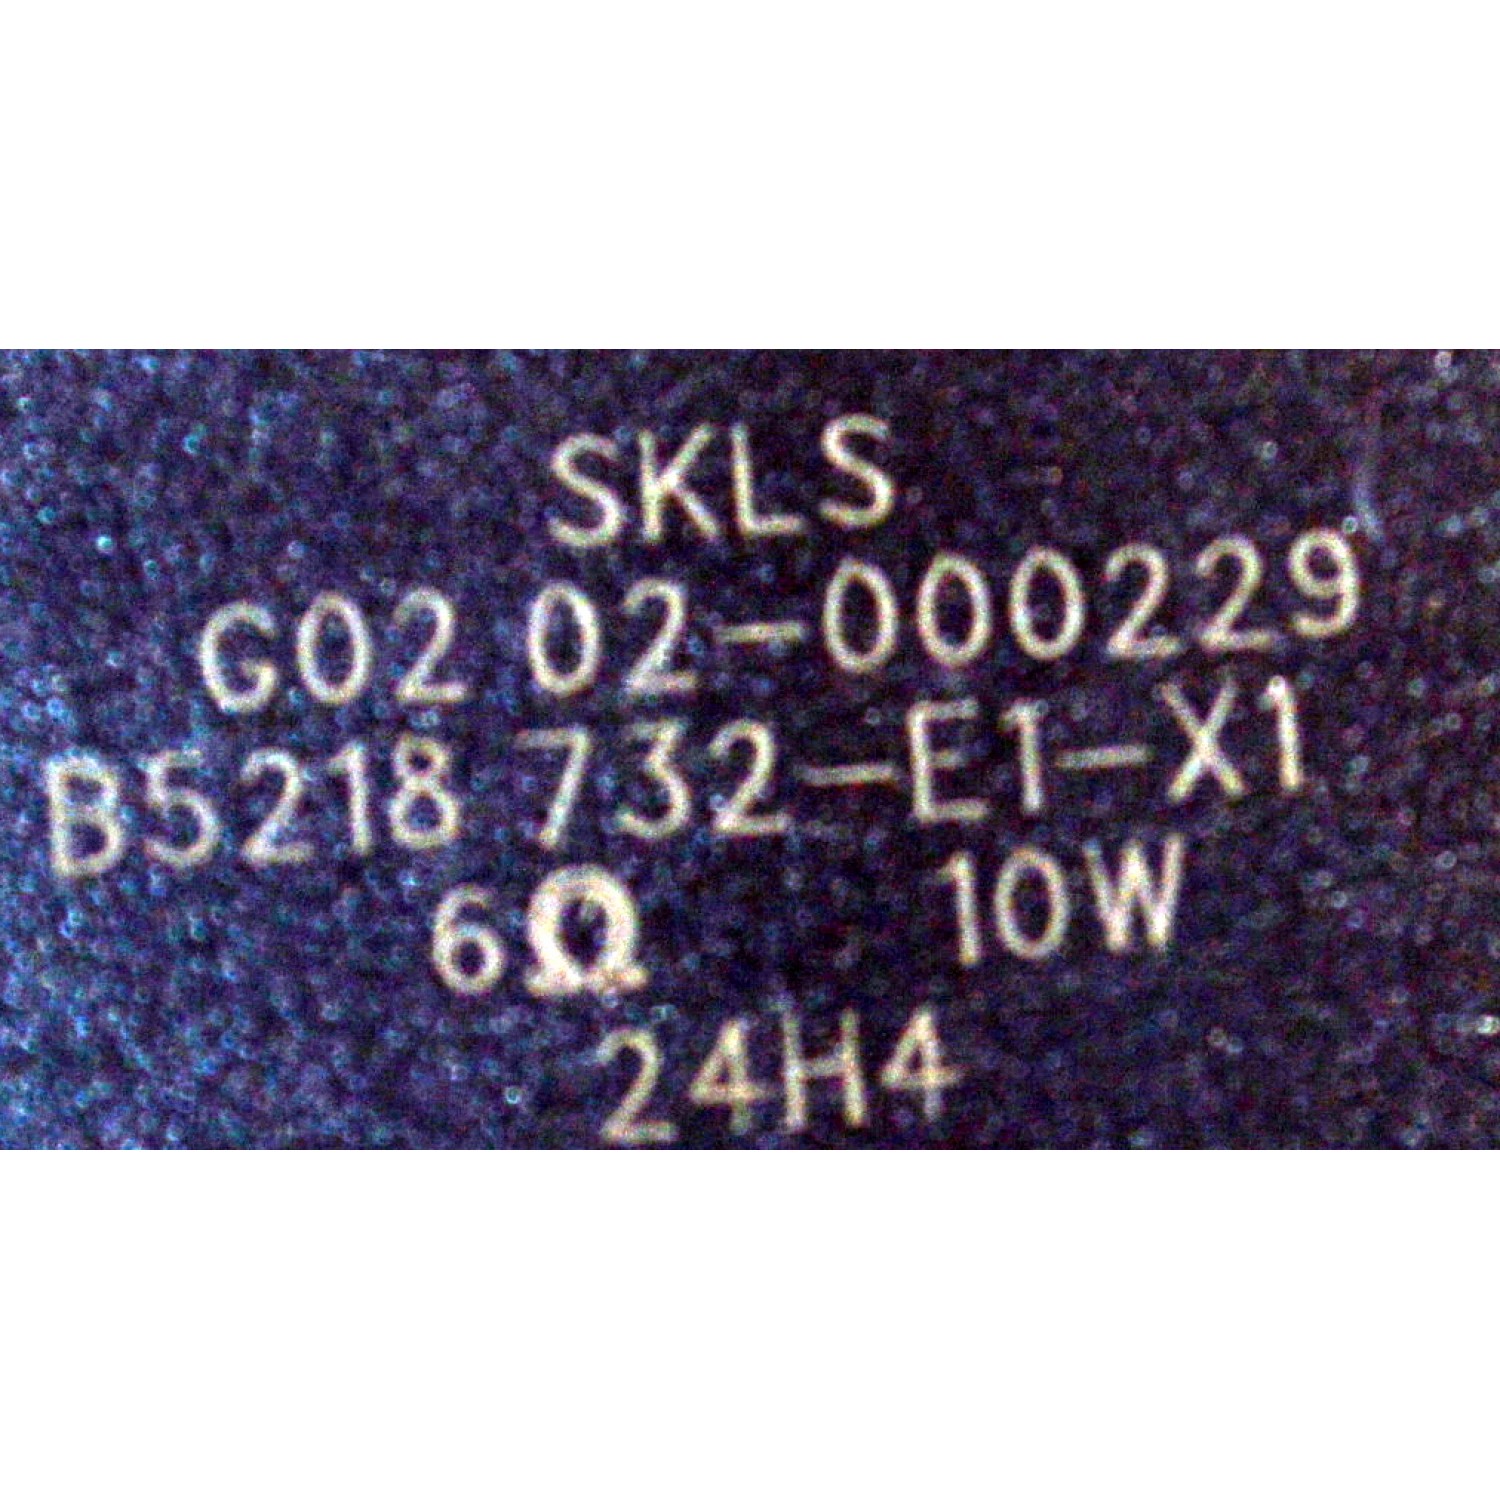 SKLS
G02 02-000229
B5218 732-E1-X1
6Ω 10W
24H4